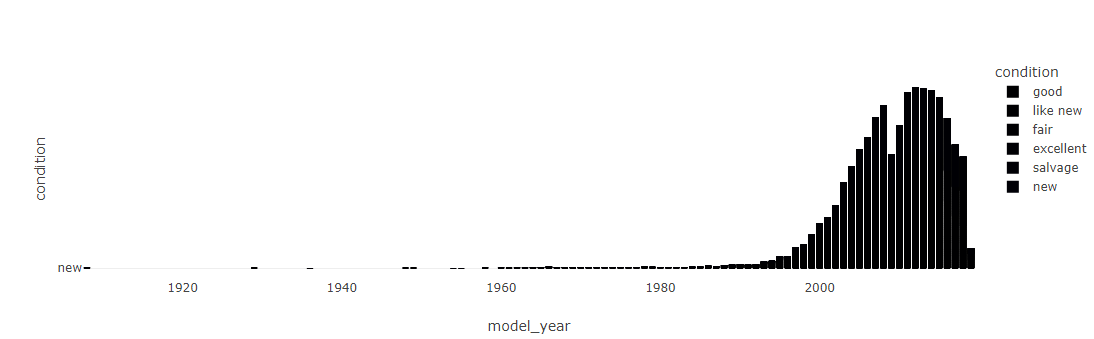 condition
good
like new
fair
excellent
salvage
new
condition
new
1920 1940 1960 1980 2000
model_year